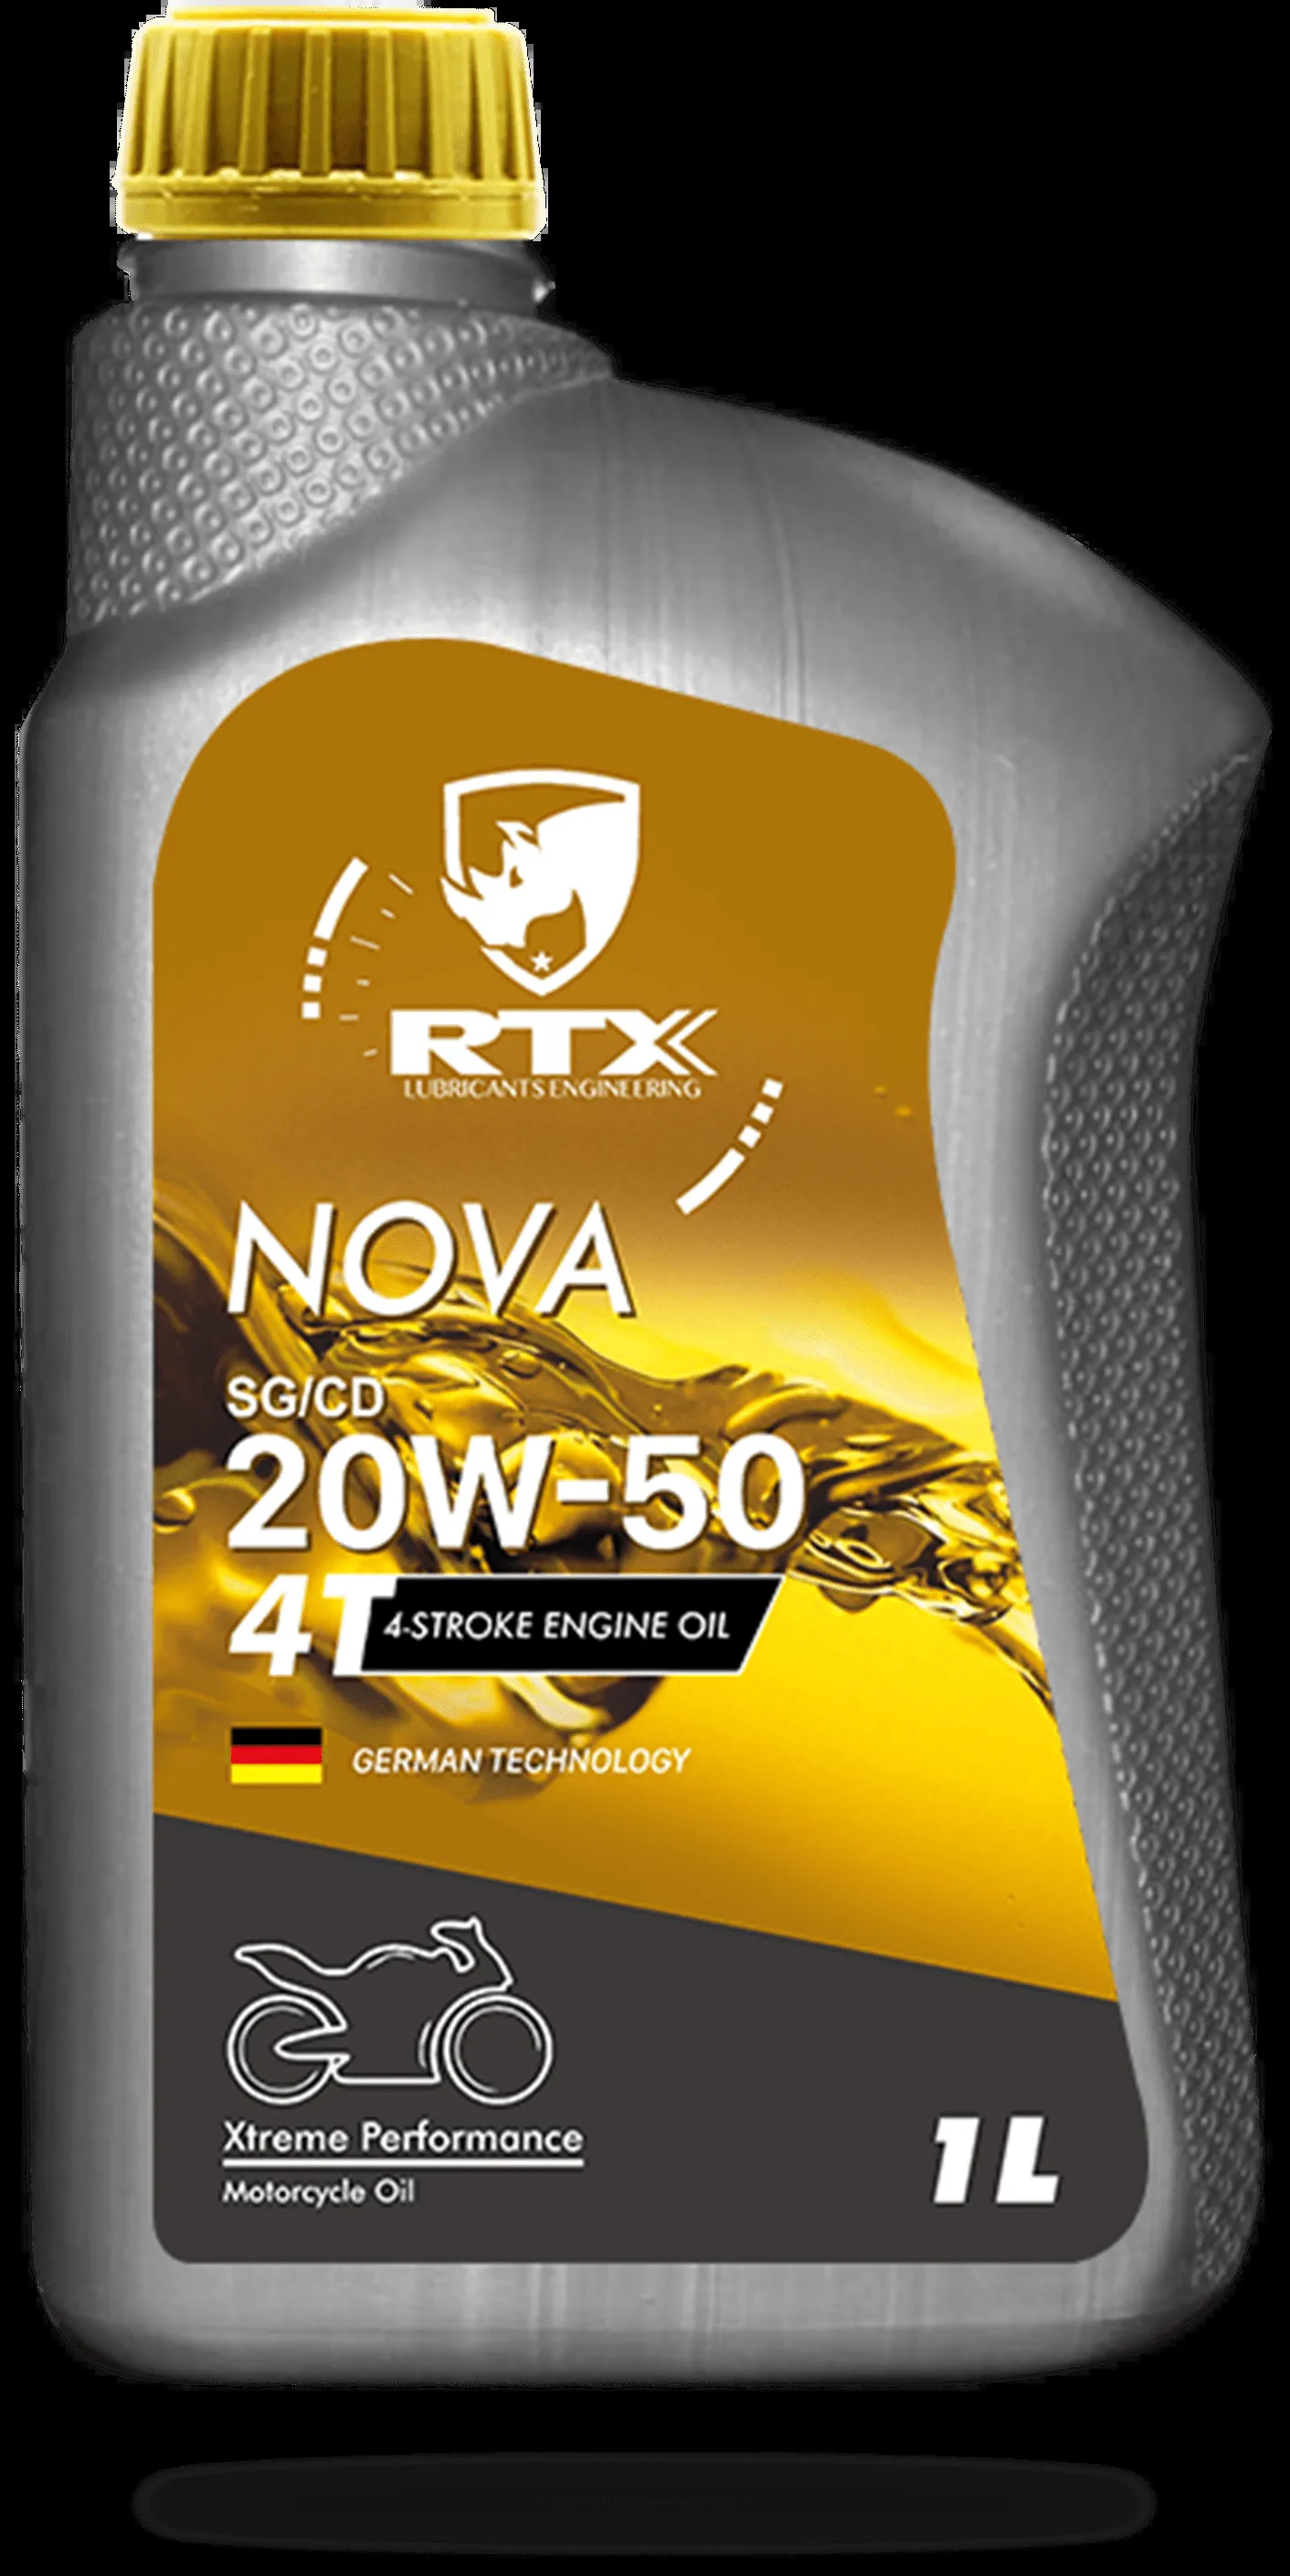 RTX
LUBRICANTS ENGINEERING
NOVA
SG/CD
20W-50
4T 4-STROKE ENGINE OIL
GERMAN TECHNOLOGY
Xtreme Performance
Motorcycle Oil
1L